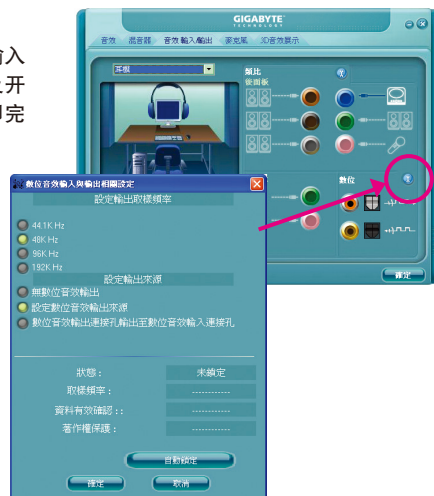 入
开
完
GIGABYTE
TECHNOLOGY
音效 混音器 音效輸入/輸出 麥克風 3D音效展示
耳機
類比
後面板
數位
確定
數位音效輸入與輸出相關設定
設定輸出取樣頻率
44.1K Hz
48K Hz
96K Hz
192K Hz
設定輸出來源
無數位音效輸出
設定數位音效輸出來源
數位音效輸出連接孔輸出至數位音效輸入連接孔
狀態： 未鎖定
取樣頻率： ------------
資料有效確認：: ------------
著作權保護： ------------
自動鎖定
確定 取消